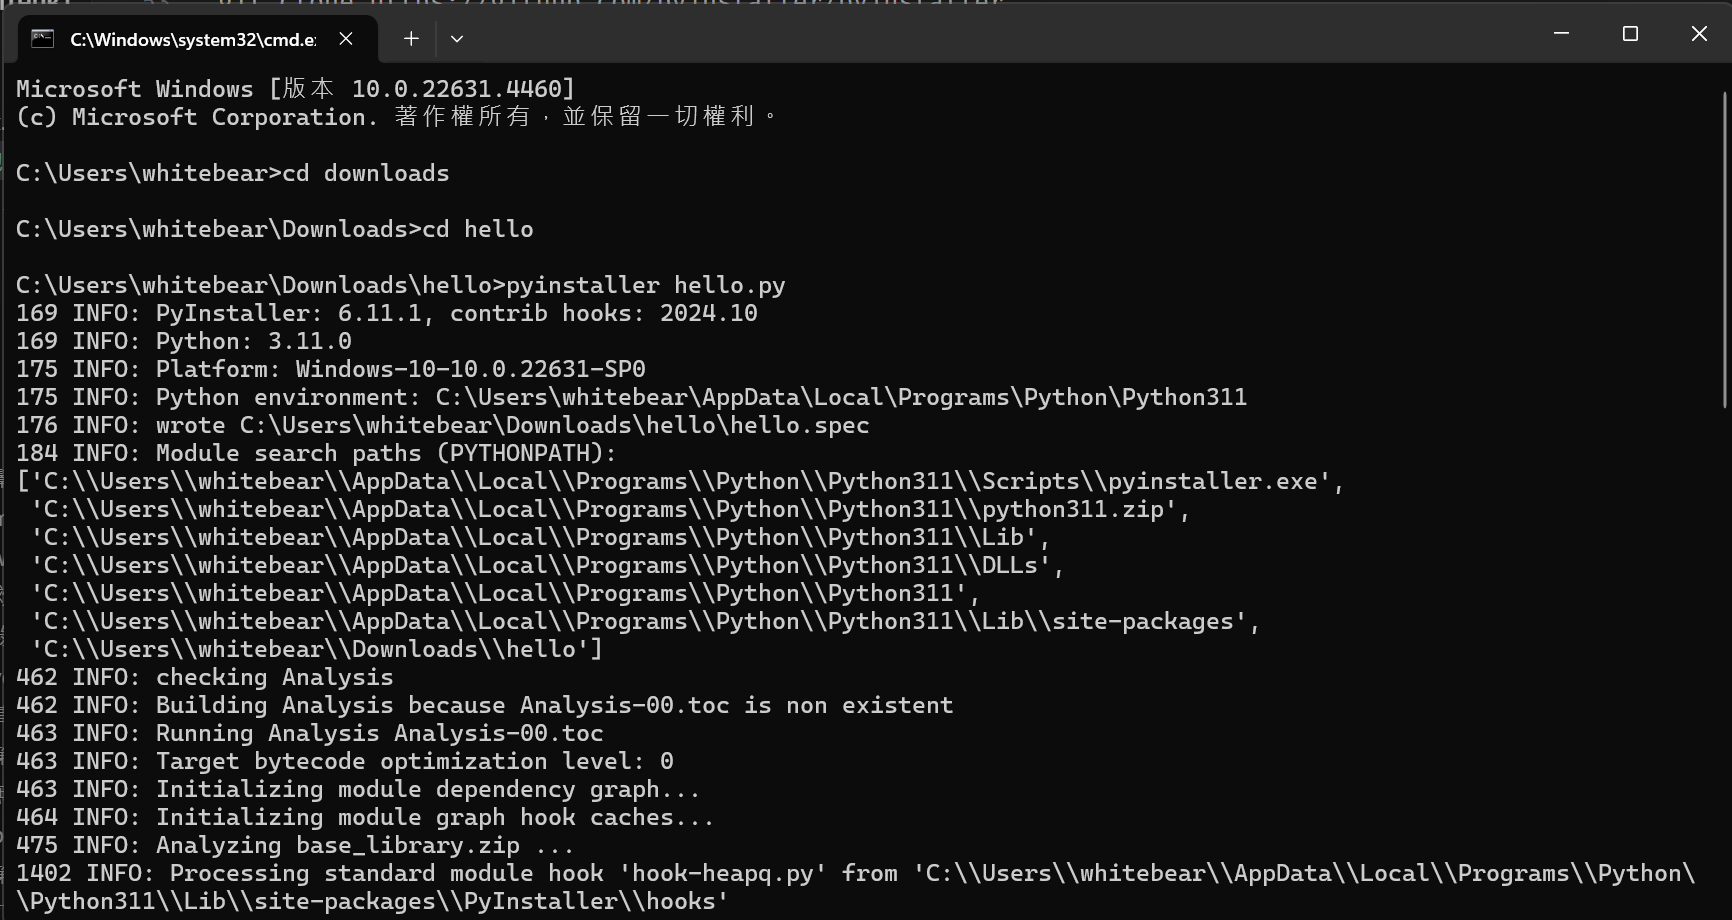 C:\Windows\system32\cmd.e
Microsoft Windows [版本 10.0.22631.4460]
(c) Microsoft Corporation. 著作權所有，並保留一切權利。
C:\Users\whitebear>cd downloads
C:\Users\whitebear\Downloads>cd hello
C:\Users\whitebear\Downloads\hello>pyinstaller hello.py
169 INFO: PyInstaller: 6.11.1, contrib hooks: 2024.10
169 INFO: Python: 3.11.0
175 INFO: Platform: Windows-10-10.0.22631-SP0
175 INFO: Python environment: C:\Users\whitebear\AppData\Local\Programs\Python\Python311
176 INFO: wrote C:\Users\whitebear\Downloads\hello\hello.spec
184 INFO: Module search paths (PYTHONPATH):
['C:\\Users\\whitebear\\AppData\\Local\\Programs\\Python\\Python311\\Scripts\\pyinstaller.exe',
'C:\\Users\\whitebear\\AppData\\Local\\Programs\\Python\\Python311\\python311.zip',
'C:\\Users\\whitebear\\AppData\\Local\\Programs\\Python\\Python311\\Lib',
'C:\\Users\\whitebear\\AppData\\Local\\Programs\\Python\\Python311\\DLLs',
'C:\\Users\\whitebear\\AppData\\Local\\Programs\\Python\\Python311',
'C:\\Users\\whitebear\\AppData\\Local\\Programs\\Python\\Python311\\Lib\\site-packages',
'C:\\Users\\whitebear\\Downloads\\hello']
462 INFO: checking Analysis
462 INFO: Building Analysis because Analysis-00.toc is non existent
463 INFO: Running Analysis Analysis-00.toc
463 INFO: Target bytecode optimization level: 0
463 INFO: Initializing module dependency graph...
464 INFO: Initializing module graph hook caches...
475 INFO: Analyzing base_library.zip ...
1402 INFO: Processing standard module hook 'hook-heapq.py' from 'C:\\Users\\whitebear\\AppData\\Local\\Programs\\Python\
\Python311\\Lib\\site-packages\\PyInstaller\\hooks'